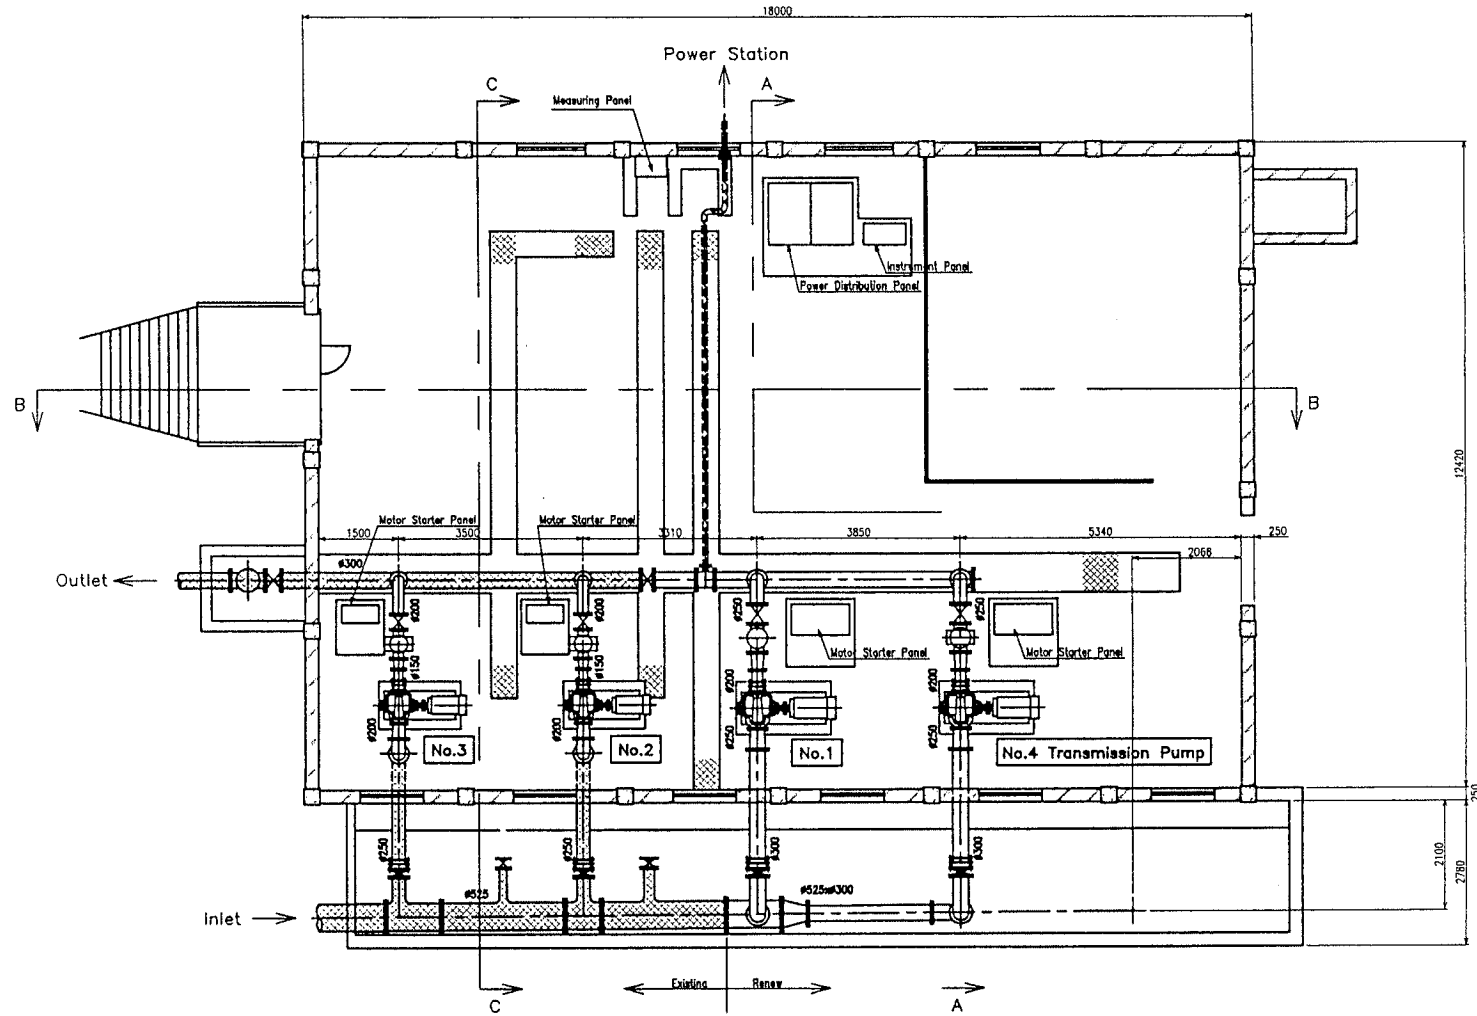 18000
Power Station
C
A
Measuring Panel
Instrument Panel
Power Distribution Panel
B
B
12420
Motor Starter Panel
Motor Starter Panel
1500
3500
3310
3850
5340
250
2066
ø300
Outlet
ø200
ø200
ø250
ø250
Motor Starter Panel
Motor Starter Panel
ø150
ø150
ø200
ø200
ø200
ø200
ø250
ø250
No.3
No.2
No.1
No.4 Transmission Pump
250
ø250
ø250
ø300
ø300
2100
2780
ø525
ø525xø300
Inlet
Existing
Renew
C
A